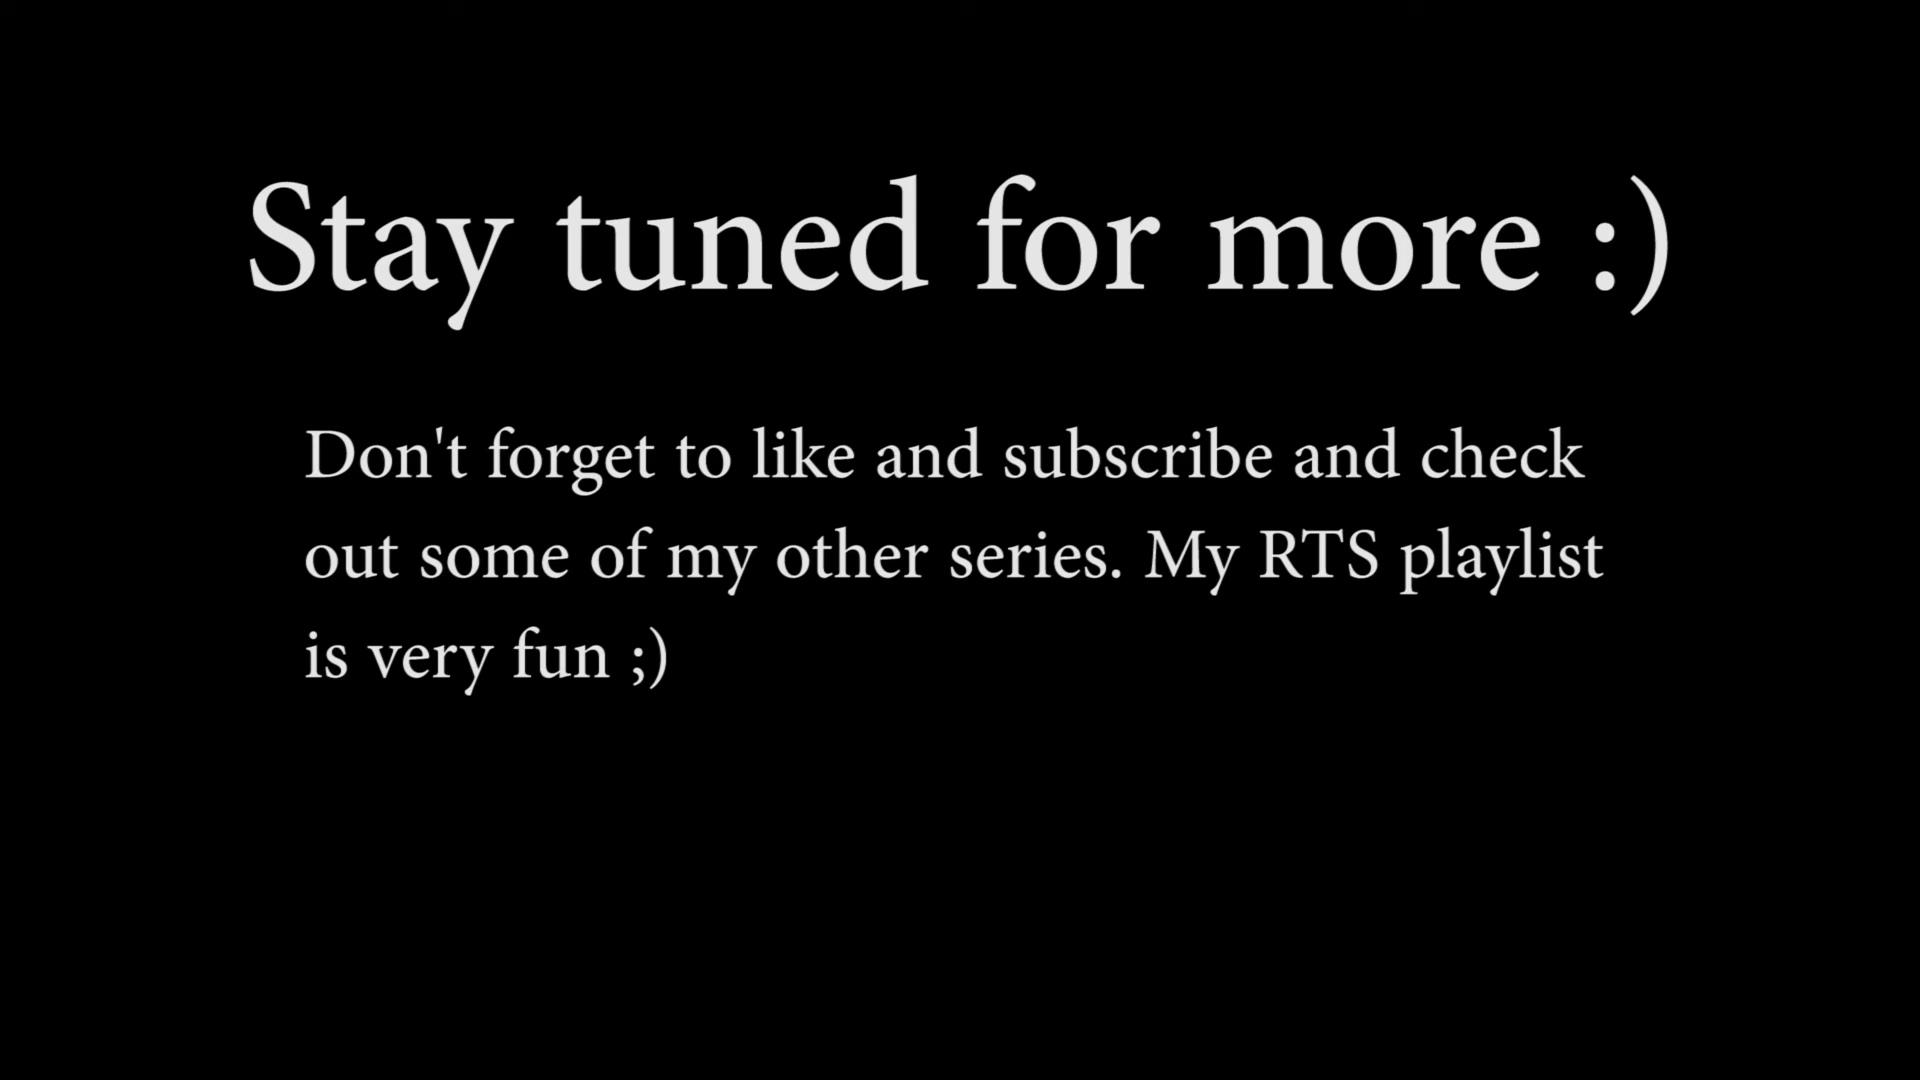 Stay tuned for more :)
Don't forget to like and subscribe and check
out some of my other series. My RTS playlist
is very fun ;)